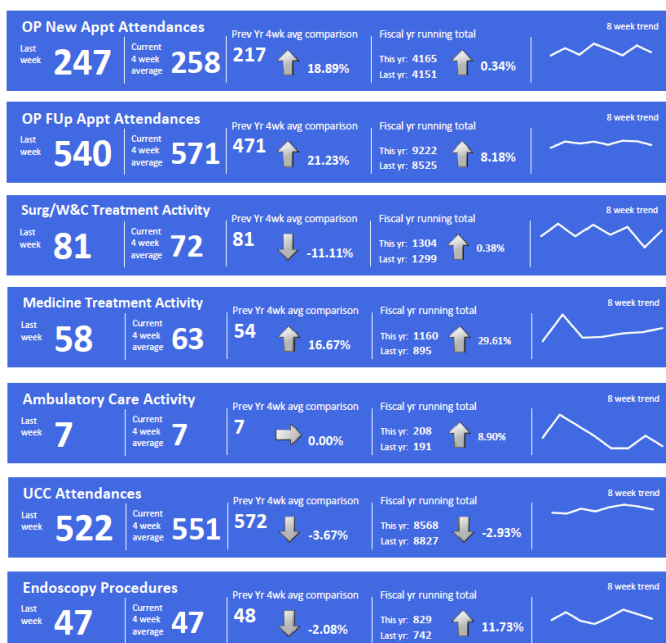 OP New Appt Attendances
Last week 247 Current 4 week average 258 Prev Yr 4wk avg comparison 217 18.89% Fiscal yr running total This yr: 4165 Last yr: 4151 0.34% 8 week trend
OP FUp Appt Attendances
Last week 540 Current 4 week average 571 Prev Yr 4wk avg comparison 471 21.23% Fiscal yr running total This yr: 9222 Last yr: 8525 8.18% 8 week trend
Surg/W&C Treatment Activity
Last week 81 Current 4 week average 72 Prev Yr 4wk avg comparison 81 -11.11% Fiscal yr running total This yr: 1304 Last yr: 1299 0.38% 8 week trend
Medicine Treatment Activity
Last week 58 Current 4 week average 63 Prev Yr 4wk avg comparison 54 16.67% Fiscal yr running total This yr: 1160 Last yr: 895 29.61% 8 week trend
Ambulatory Care Activity
Last week 7 Current 4 week average 7 Prev Yr 4wk avg comparison 7 0.00% Fiscal yr running total This yr: 208 Last yr: 191 8.90% 8 week trend
UCC Attendances
Last week 522 Current 4 week average 551 Prev Yr 4wk avg comparison 572 -3.67% Fiscal yr running total This yr: 8568 Last yr: 8827 -2.93% 8 week trend
Endoscopy Procedures
Last week 47 Current 4 week average 47 Prev Yr 4wk avg comparison 48 -2.08% Fiscal yr running total This yr: 829 Last yr: 742 11.73% 8 week trend